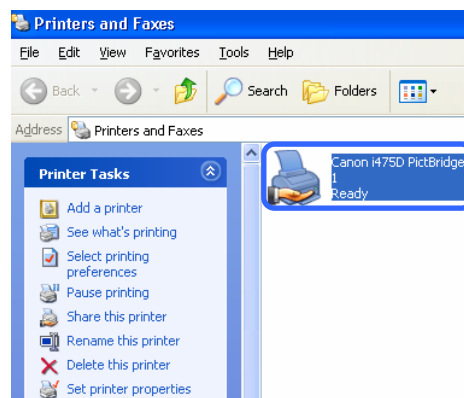 Printers and Faxes
File Edit View Favorites Tools Help
Back Search Folders
Address Printers and Faxes
Printer Tasks
Add a printer
See what's printing
Select printing
preferences
Pause printing
Share this printer
Rename this printer
Delete this printer
Set printer properties
Canon i475D PictBridge
1
Ready